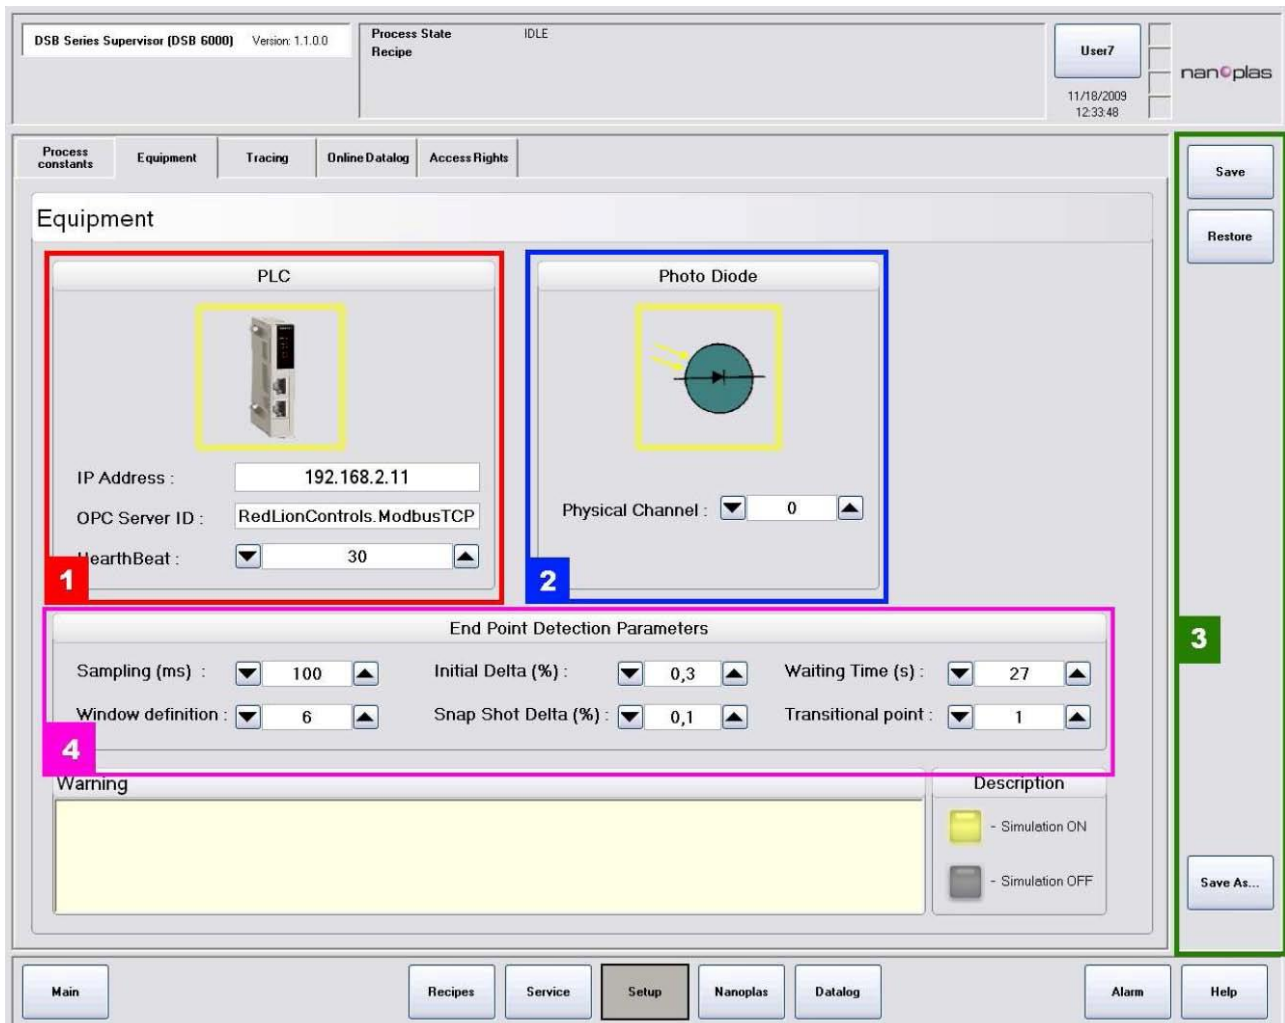 DSB Series Supervisor (DSB 6000) Version: 1.1.0.0
Process State IDLE
Recipe
User7
11/18/2009
12:33:48
nanoplas
Process constants
Equipment
Tracing
Online Datalog
Access Rights
Equipment
PLC
IP Address : 192.168.2.11
OPC Server ID : RedLionControls.ModbusTCP
HearthBeat : 30
1
Photo Diode
Physical Channel : 0
2
Save
Restore
3
Save As...
End Point Detection Parameters
Sampling (ms) : 100 Initial Delta (%) : 0,3 Waiting Time (s) : 27
Window definition : 6 Snap Shot Delta (%) : 0,1 Transitional point : 1
4
Warning
Description
- Simulation ON
- Simulation OFF
Main
Recipes
Service
Setup
Nanoplas
Datalog
Alarm
Help